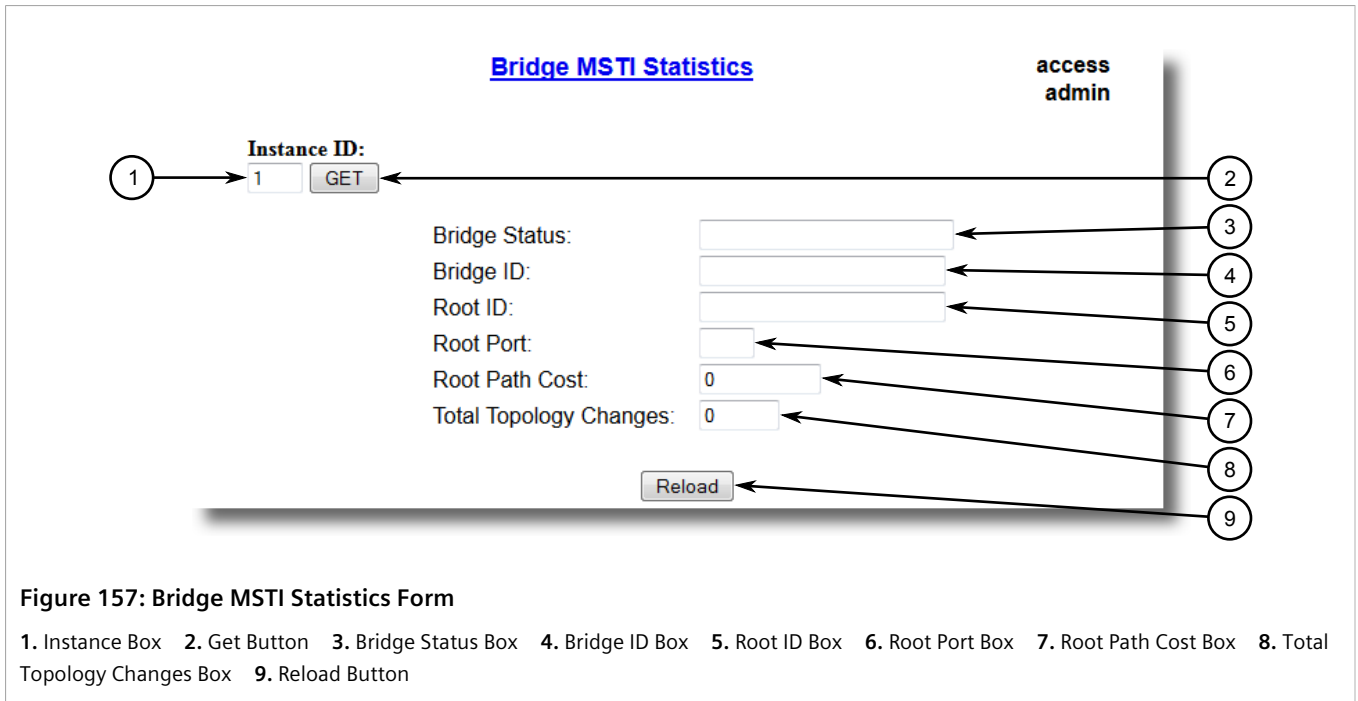 Bridge MSTI Statistics
access
admin
Instance ID:
1
1
GET
2
Bridge Status:
3
Bridge ID:
4
Root ID:
5
Root Port:
6
Root Path Cost:
0
7
Total Topology Changes:
0
8
Reload
9
Figure 157: Bridge MSTI Statistics Form
1. Instance Box 2. Get Button 3. Bridge Status Box 4. Bridge ID Box 5. Root ID Box 6. Root Port Box 7. Root Path Cost Box 8. Total
Topology Changes Box 9. Reload Button